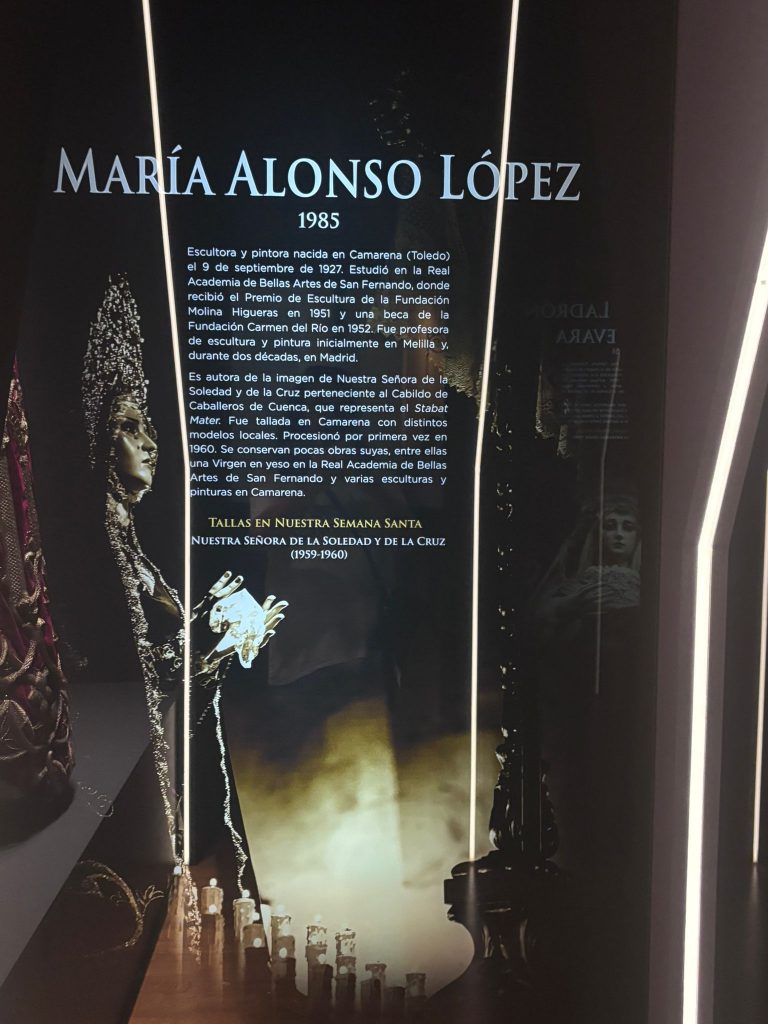 MARÍA ALONSO LÓPEZ
1985
Escultora y pintora nacida en Camarena (Toledo)
el 9 de septiembre de 1927. Estudió en la Real
Academia de Bellas Artes de San Fernando, donde
recibió el Premio de Escultura de la Fundación
Molina Higueras en 1951 y una beca de la
Fundación Carmen del Río en 1952. Fue profesora
de escultura y pintura inicialmente en Melilla y,
durante dos décadas, en Madrid.
Es autora de la imagen de Nuestra Señora de la
Soledad y de la Cruz perteneciente al Cabildo de
Caballeros de Cuenca, que representa el Stabat
Mater. Fue tallada en Camarena con distintos
modelos locales. Procesionó por primera vez en
1960. Se conservan pocas obras suyas, entre ellas
una Virgen en yeso en la Real Academia de Bellas
Artes de San Fernando y varias esculturas y
pinturas en Camarena.
TALLAS EN NUESTRA SEMANA SANTA
NUESTRA SEÑORA DE LA SOLEDAD Y DE LA CRUZ
(1959-1960)
LADRÓN
EVARA